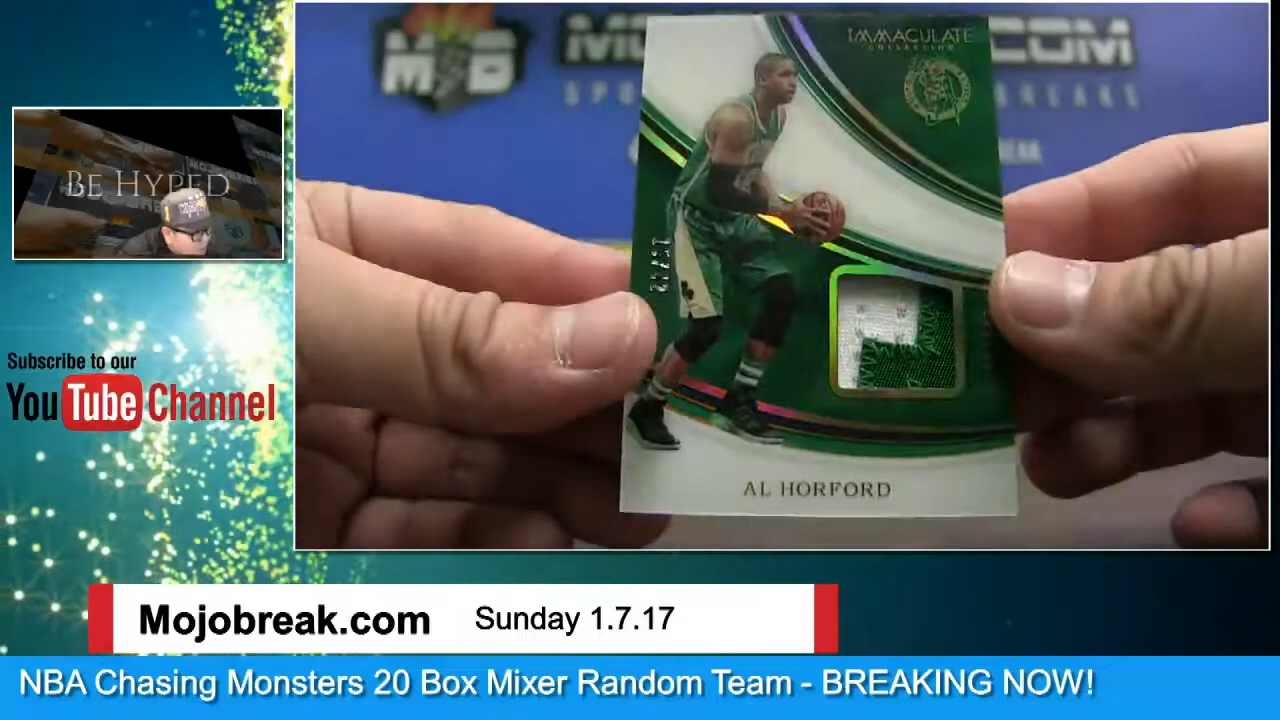 IMMACULATE
COLLECTION
AL HORFORD
BE HYPED
Subscribe to our
YouTube Channel
Mojobreak.com
Sunday 1.7.17
NBA Chasing Monsters 20 Box Mixer Random Team - BREAKING NOW!